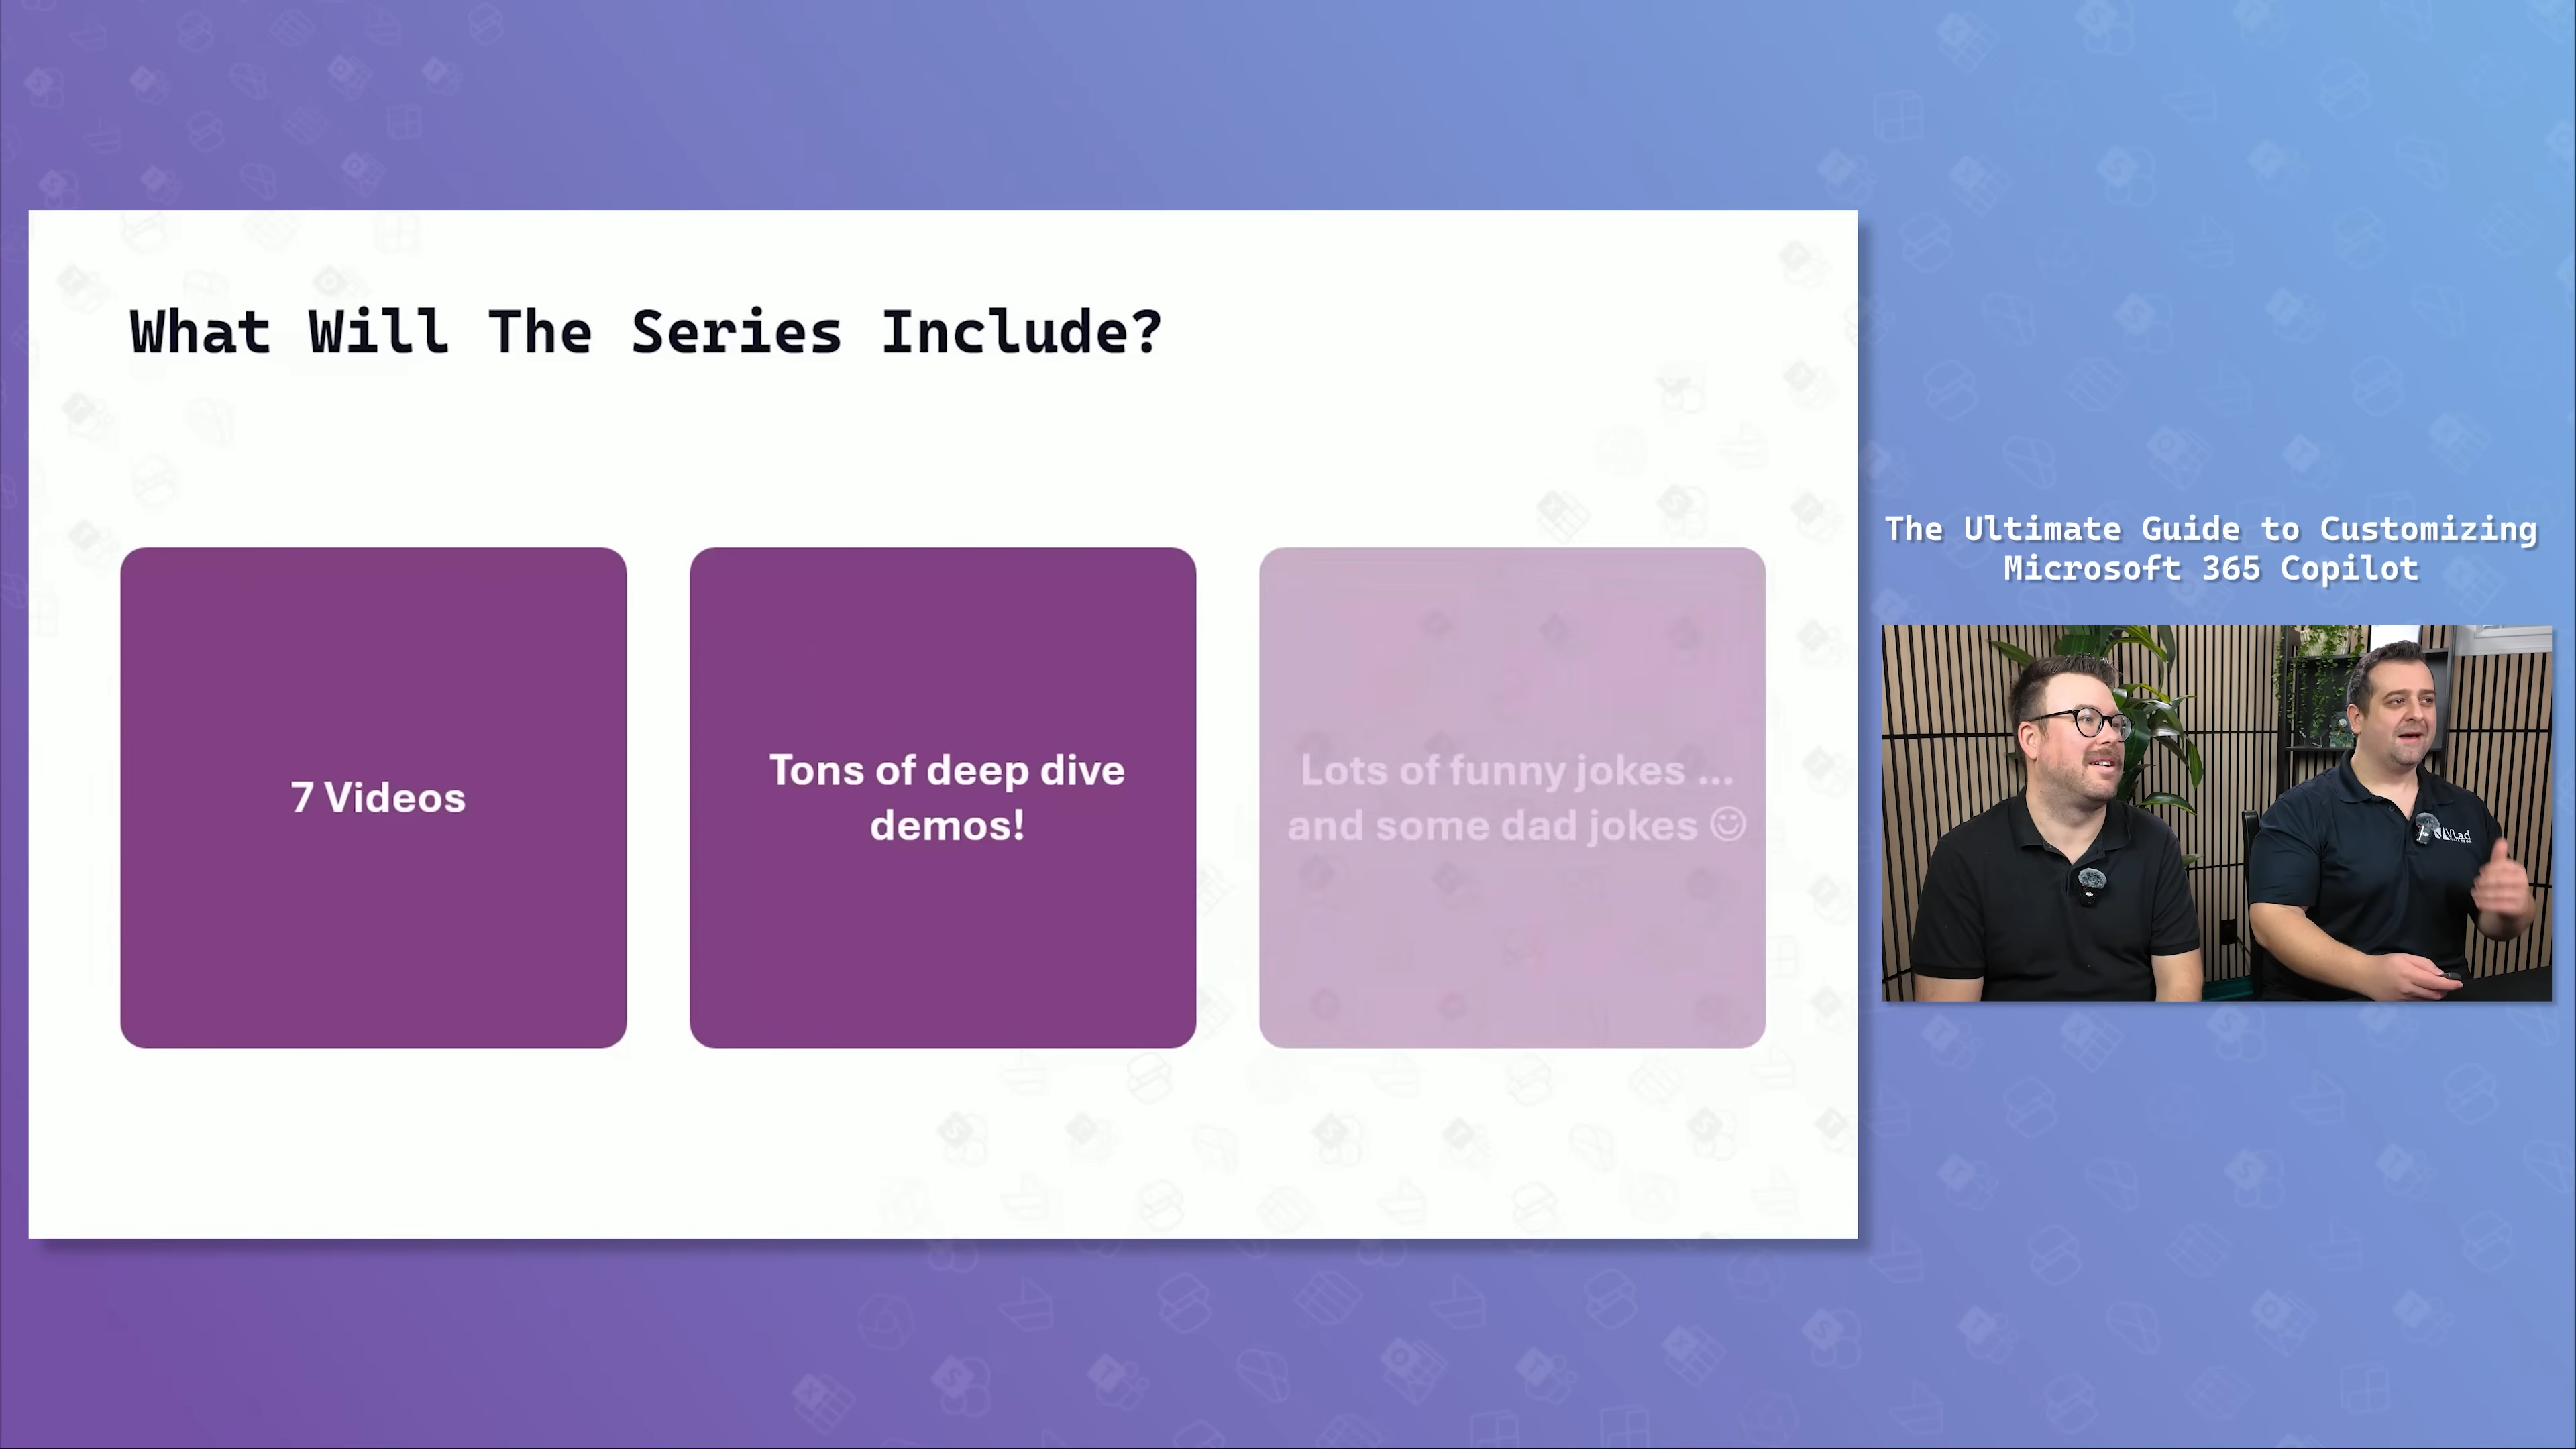 What Will The Series Include?
7 Videos
Tons of deep dive
demos!
Lots of funny jokes ...
and some dad jokes ☺
The Ultimate Guide to Customizing
Microsoft 365 Copilot
Vlad